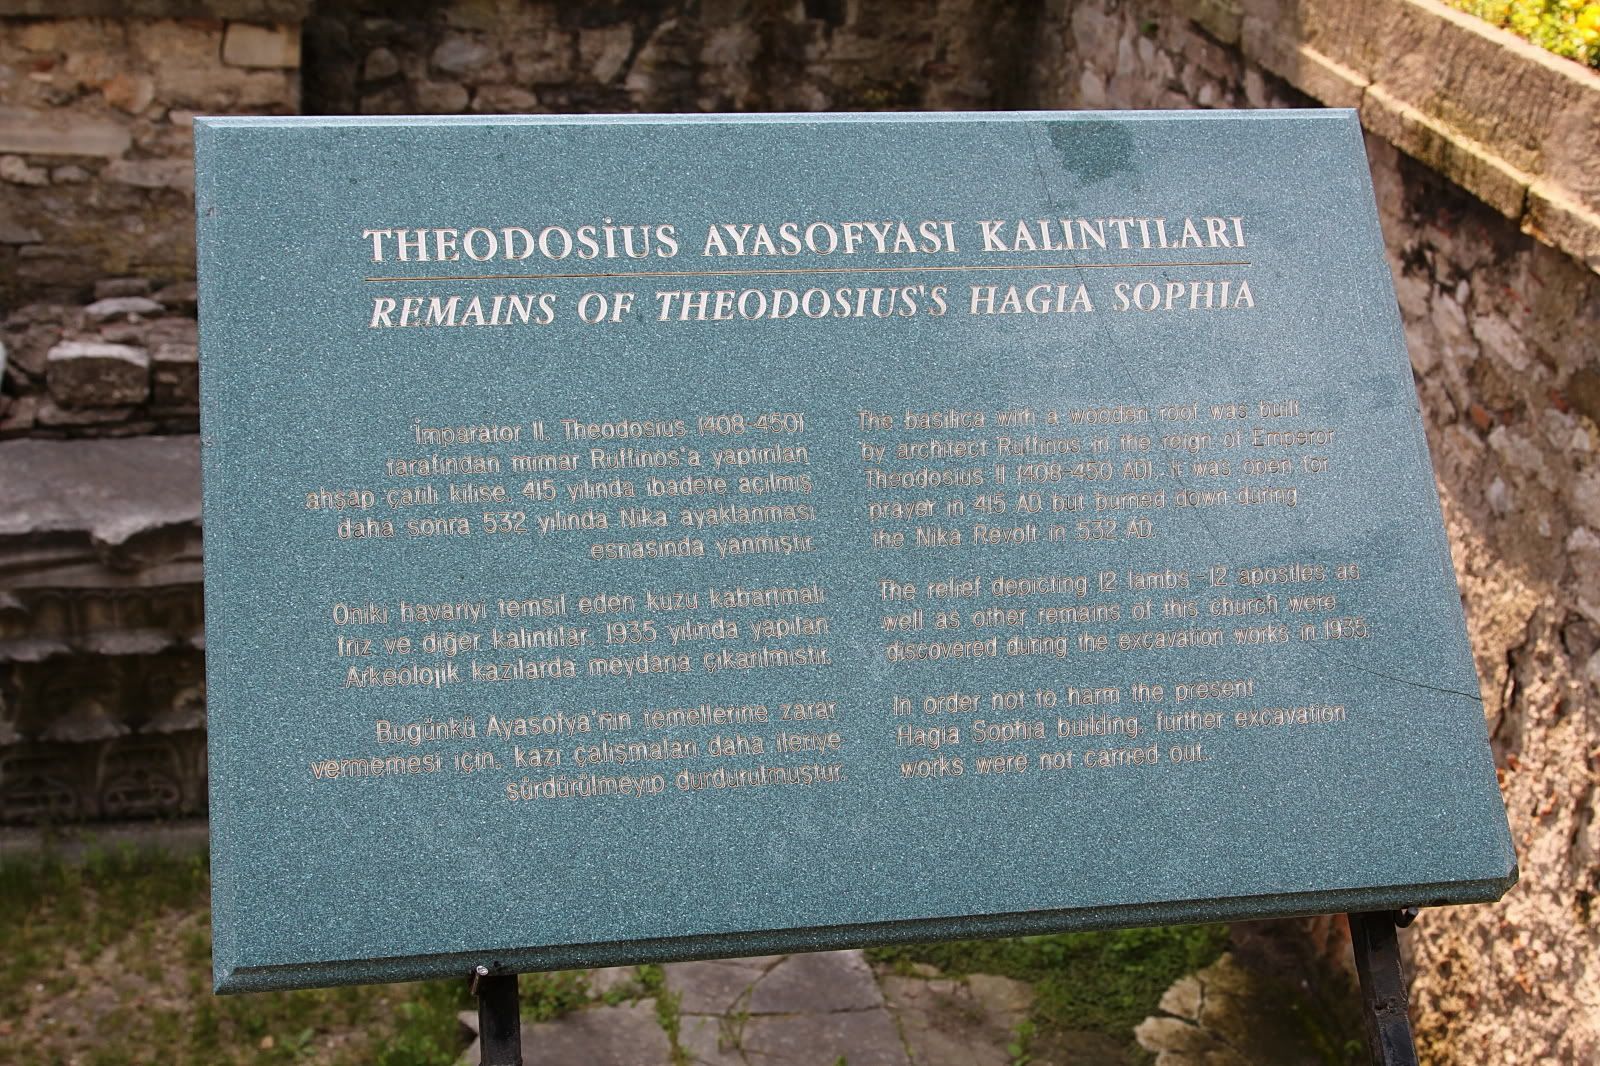 THEODOSİUS AYASOFYASI KALINTILARI
REMAINS OF THEODOSIUS'S HAGIA SOPHIA
İmparator II. Theodosius (408-450)
tarafından mimar Ruffinos'a yaptırılan
ahşap çatılı kilise, 415 yılında ibadete açılmış
daha sonra 532 yılında Nika ayaklanması
esnasında yanmıştır.
Oniki havariyi temsil eden kuzu kabartmalı
friz ve diğer kalıntılar, 1935 yılında yapılan
Arkeolojik kazılarda meydana çıkarılmıştır.
Bugünkü Ayasofya'nın temellerine zarar
vermemesi için, kazı çalışmaları daha ileriye
sürdürülmeyip durdurulmuştur.
The basilica with a wooden roof was built
by architect Ruffinos in the reign of Emperor
Theodosius II (408-450 AD). It was open for
prayer in 415 AD but burned down during
the Nika Revolt in 532 AD.
The relief depicting 12 lambs -12 apostles as
well as other remains of this church were
discovered during the excavation works in 1935.
In order not to harm the present
Hagia Sophia building, further excavation
works were not carried out.